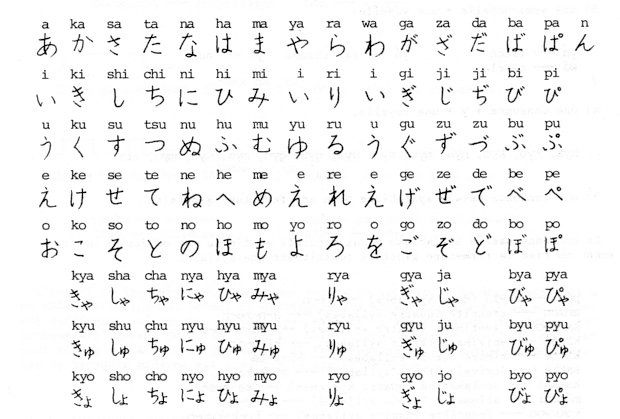 a ka sa ta na ha ma ya ra wa ga za da ba pa n
あ か さ た な は ま や ら わ が ざ だ ば ぱ ん
i ki shi chi ni hi mi i ri i gi ji ji bi pi
い き し ち に ひ み い り い ぎ じ ぢ び ぴ
u ku su tsu nu hu mu yu ru u gu zu zu bu pu
う く す つ ぬ ふ む ゆ る う ぐ ず づ ぶ ぷ
e ke se te ne he me e re e ge ze de be pe
え け せ て ね へ め え れ え げ ぜ で べ ぺ
o ko so to no ho mo yo ro o go zo do bo po
お こ そ と の ほ も よ ろ を ご ぞ ど ぼ ぽ
kya sha cha nya hya mya rya gya ja bya pya
きゃ しゃ ちゃ にゃ ひゃ みゃ りゃ ぎゃ じゃ びゃ ぴゃ
kyu shu chu nyu hyu myu ryu gyu ju byu pyu
きゅ しゅ ちゅ にゅ ひゅ みゅ りゅ ぎゅ じゅ びゅ ぴゅ
kyo sho cho nyo hyo myo ryo gyo jo byo pyo
きょ しょ ちょ にょ ひょ みょ りょ ぎょ じょ びょ ぴょ